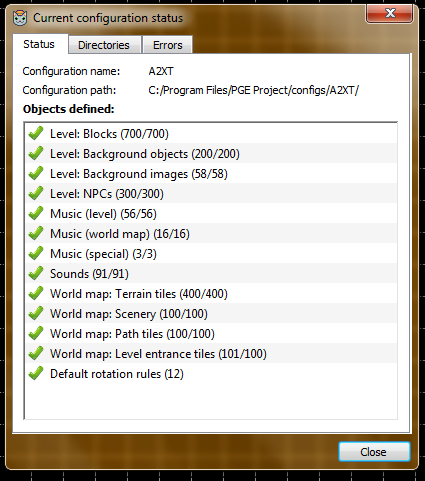 Current configuration status
Status Directories Errors
Configuration name: A2XT
Configuration path: C:/Program Files/PGE Project/configs/A2XT/
Objects defined:
Level: Blocks (700/700)
Level: Background objects (200/200)
Level: Background images (58/58)
Level: NPCs (300/300)
Music (level) (56/56)
Music (world map) (16/16)
Music (special) (3/3)
Sounds (91/91)
World map: Terrain tiles (400/400)
World map: Scenery (100/100)
World map: Path tiles (100/100)
World map: Level entrance tiles (101/100)
Default rotation rules (12)
Close